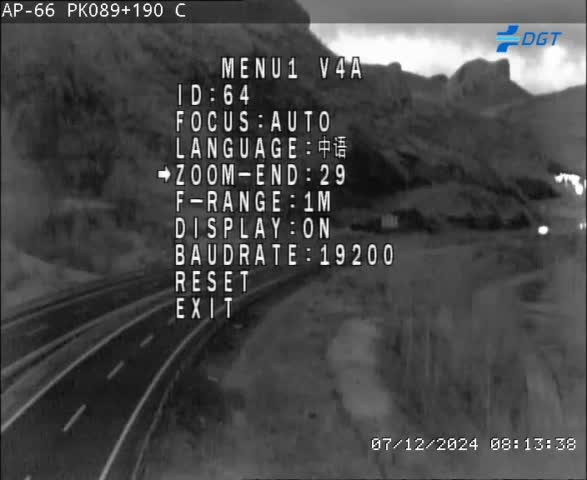 AP-66 PK089+190 C
DGT
MENU1 V4A
ID:64
FOCUS:AUTO
LANGUAGE:中语
ZOOM-END:29
F-RANGE:1M
DISPLAY:ON
BAUDRATE:19200
RESET
EXIT
07/12/2024 08:13:38